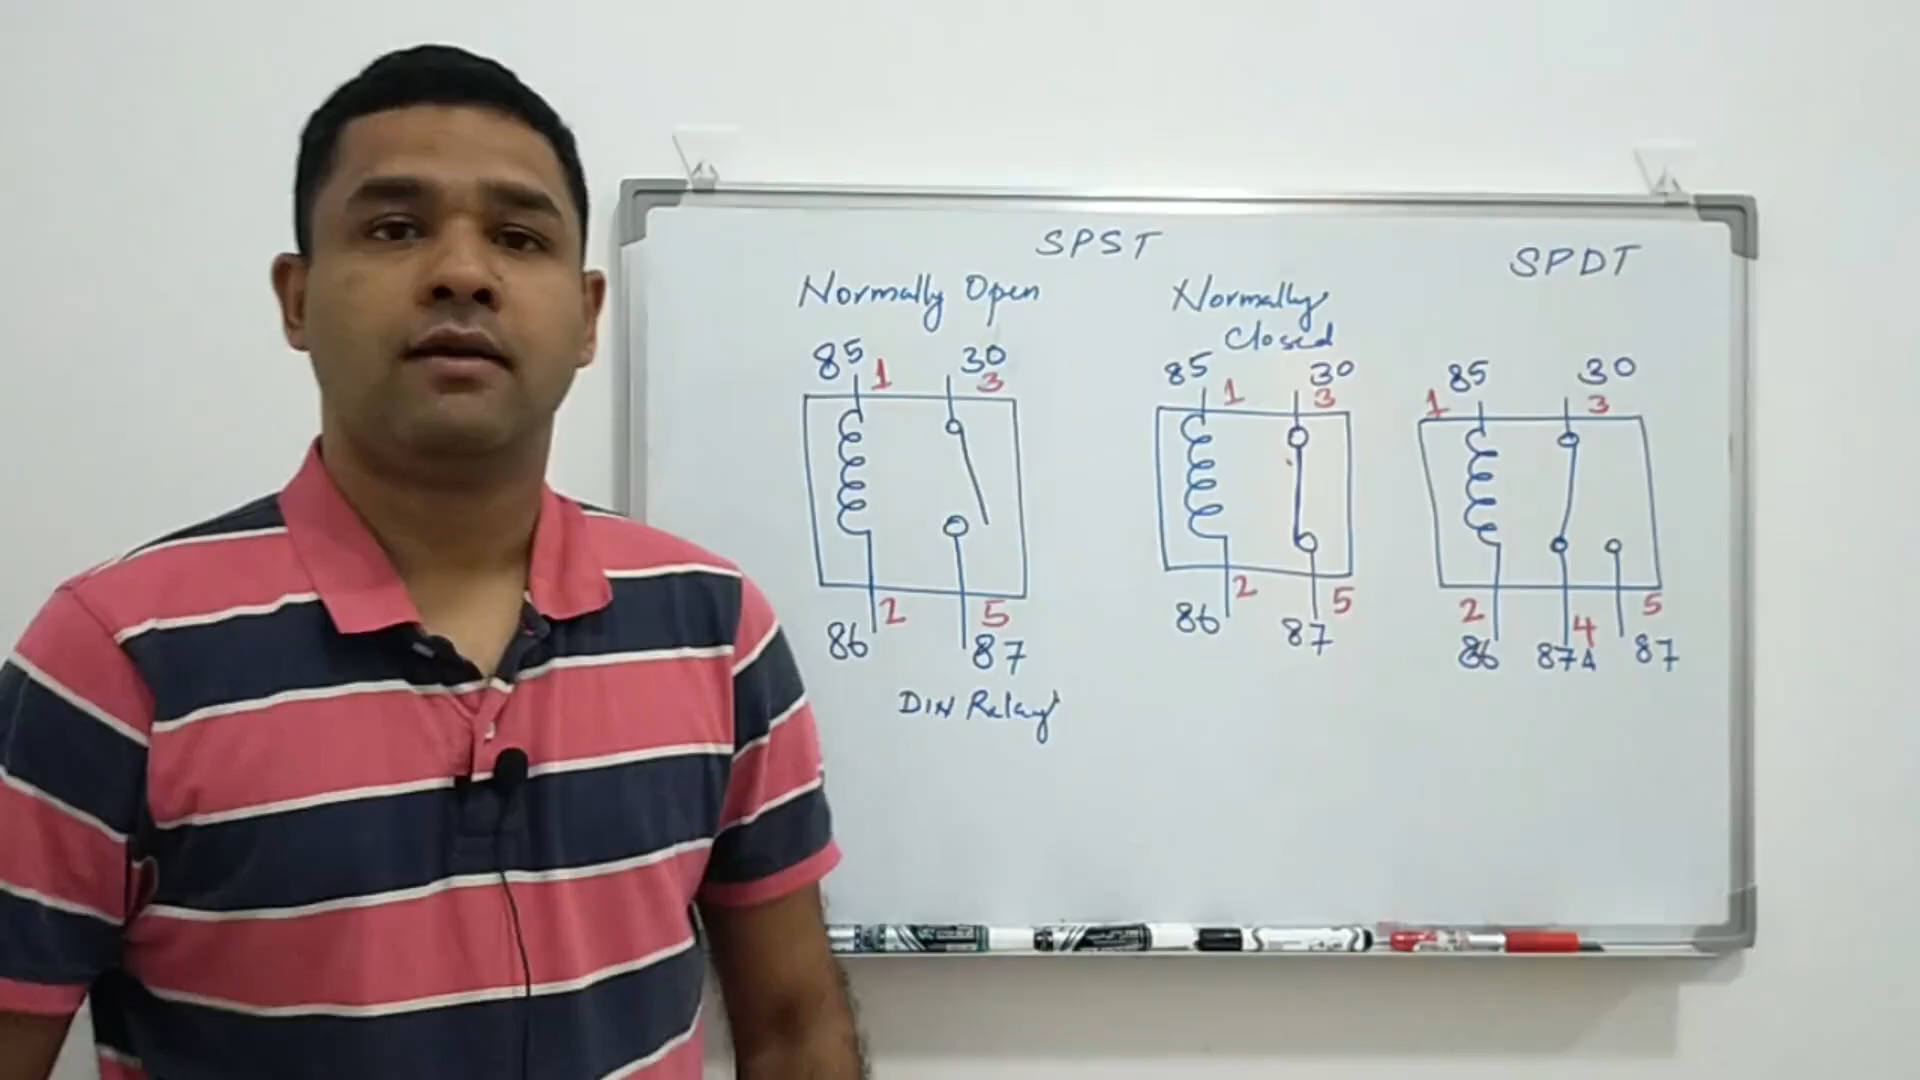 SPST
SPDT
Normally Open
Normally
Closed
85 1 30
3
85 1 30
3
1 85 30
3
2 5
86 87
2 5
86 87
2 4 5
86 87A 87
DIN Relay